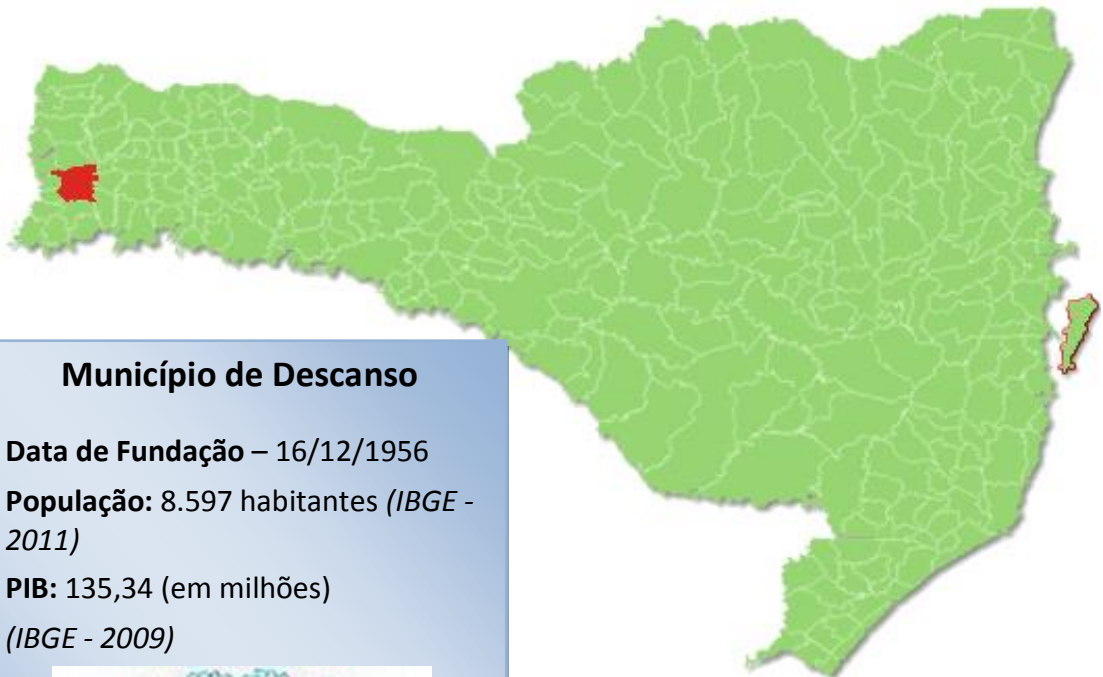 Município de Descanso
Data de Fundação – 16/12/1956
População: 8.597 habitantes (IBGE -
2011)
PIB: 135,34 (em milhões)
(IBGE - 2009)